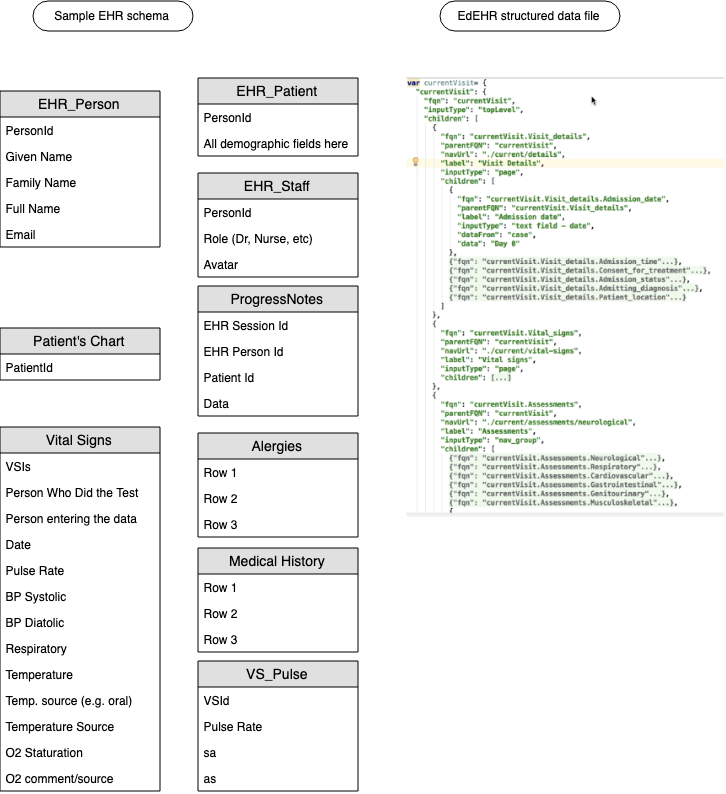 Sample EHR schema
EdEHR structured data file
EHR_Person
PersonId
Given Name
Family Name
Full Name
Email
Patient's Chart
PatientId
Vital Signs
VSIs
Person Who Did the Test
Person entering the data
Date
Pulse Rate
BP Systolic
BP Diatolic
Respiratory
Temperature
Temp. source (e.g. oral)
Temperature Source
O2 Staturation
O2 comment/source
EHR_Patient
PersonId
All demographic fields here
EHR_Staff
PersonId
Role (Dr, Nurse, etc)
Avatar
ProgressNotes
EHR Session Id
EHR Person Id
Patient Id
Data
Alergies
Row 1
Row 2
Row 3
Medical History
Row 1
Row 2
Row 3
VS_Pulse
VSId
Pulse Rate
sa
as
var currentVisit= {
"currentVisit": {
"fqn": "currentVisit",
"inputType": "topLevel",
"children": [
{
"fqn": "currentVisit.Visit_details",
"parentFQN": "currentVisit",
"navUrl": "./current/details",
"label": "Visit Details",
"inputType": "page",
"children": [
{
"fqn": "currentVisit.Visit_details.Admission_date",
"parentFQN": "currentVisit.Visit_details",
"label": "Admission date",
"inputType": "text field - date",
"dataFrom": "case",
"data": "Day 0"
},
{"fqn": "currentVisit.Visit_details.Admission_time"...},
{"fqn": "currentVisit.Visit_details.Consent_for_treatment"...},
{"fqn": "currentVisit.Visit_details.Admission_status"...},
{"fqn": "currentVisit.Visit_details.Admitting_diagnosis"...},
{"fqn": "currentVisit.Visit_details.Patient_location"...}
]
},
{
"fqn": "currentVisit.Vital_signs",
"parentFQN": "currentVisit",
"navUrl": "./current/vital-signs",
"label": "Vital signs",
"inputType": "page",
"children": [...]
},
{
"fqn": "currentVisit.Assessments",
"parentFQN": "currentVisit",
"navUrl": "./current/assessments/neurological",
"label": "Assessments",
"inputType": "nav_group",
"children": [
{"fqn": "currentVisit.Assessments.Neurological"...},
{"fqn": "currentVisit.Assessments.Respiratory"...},
{"fqn": "currentVisit.Assessments.Cardiovascular"...},
{"fqn": "currentVisit.Assessments.Gastrointestinal"...},
{"fqn": "currentVisit.Assessments.Genitourinary"...},
{"fqn": "currentVisit.Assessments.Musculoskeletal"...},
{